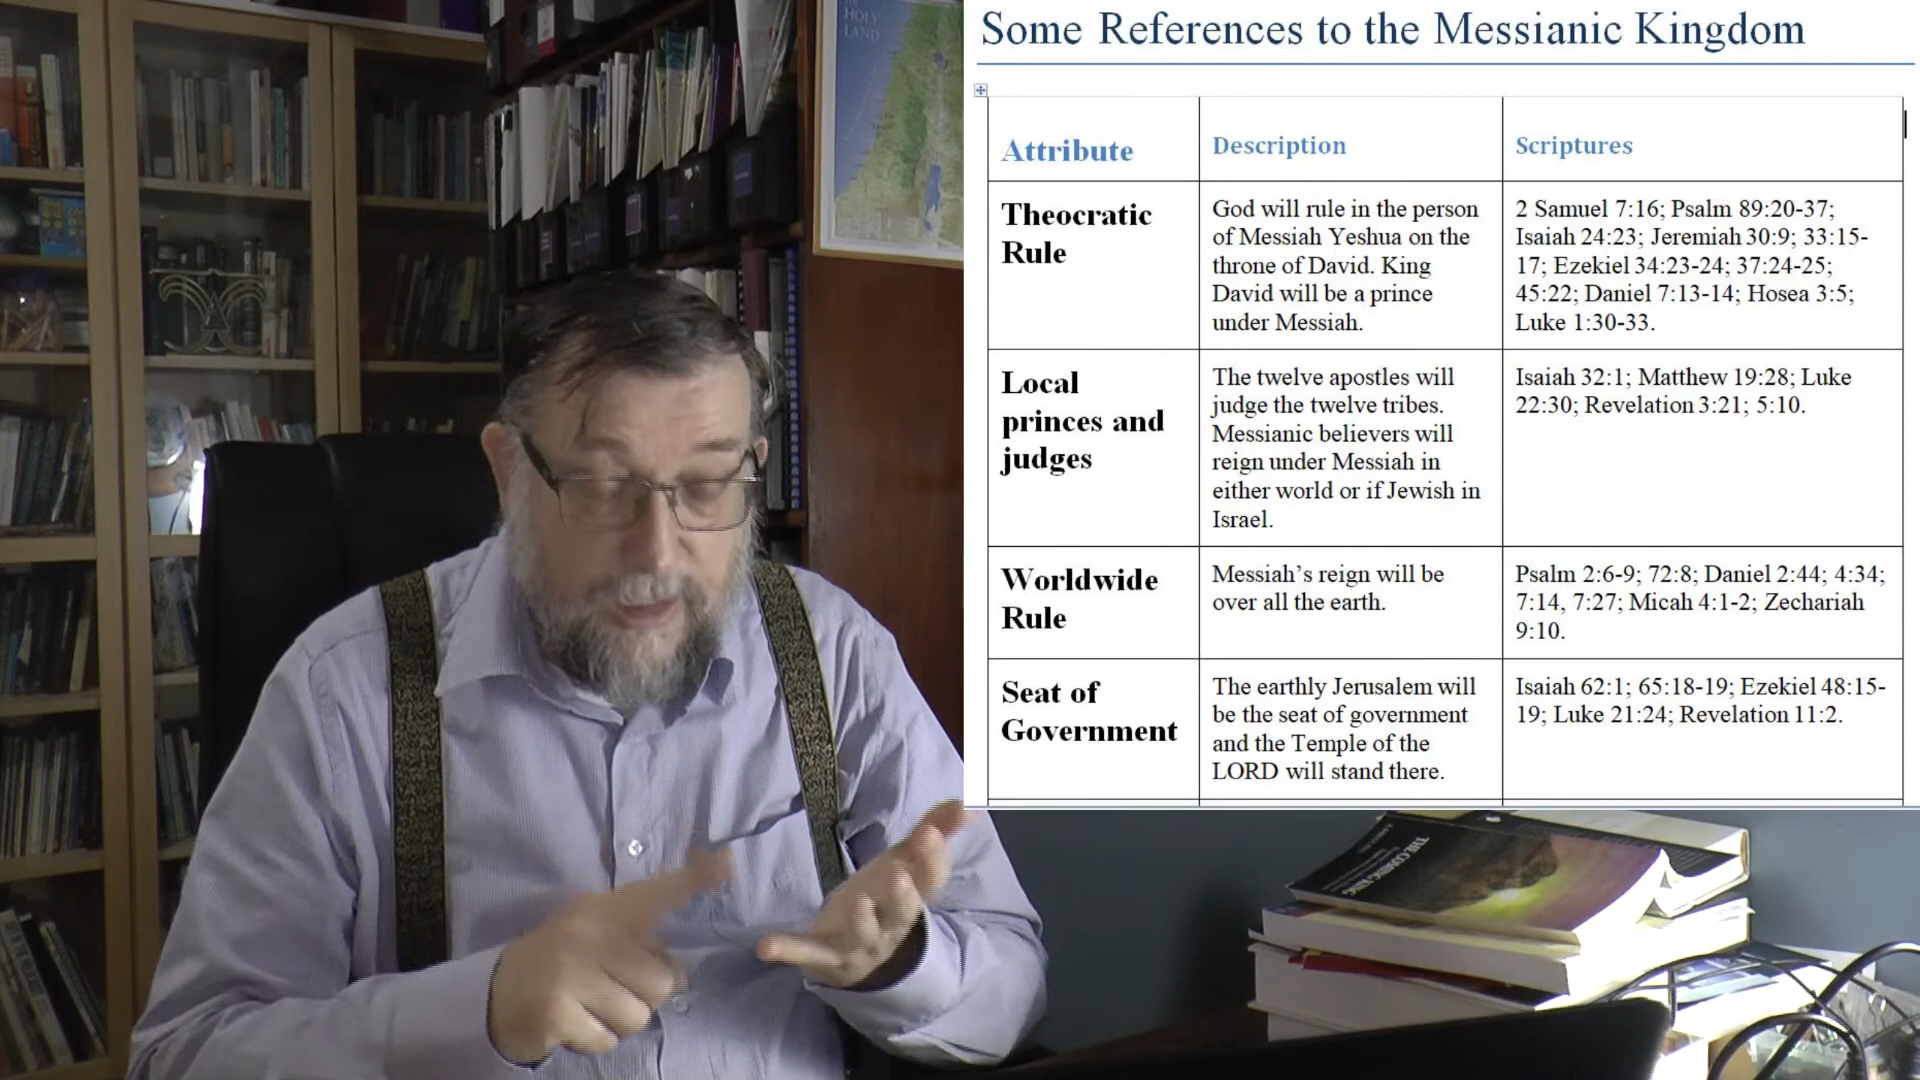 HOLY
LAND
Some References to the Messianic Kingdom
Attribute
Description
Scriptures
Theocratic
Rule
God will rule in the person
of Messiah Yeshua on the
throne of David. King
David will be a prince
under Messiah.
2 Samuel 7:16; Psalm 89:20-37;
Isaiah 24:23; Jeremiah 30:9; 33:15-
17; Ezekiel 34:23-24; 37:24-25;
45:22; Daniel 7:13-14; Hosea 3:5;
Luke 1:30-33.
Local
princes and
judges
The twelve apostles will
judge the twelve tribes.
Messianic believers will
reign under Messiah in
either world or if Jewish in
Israel.
Isaiah 32:1; Matthew 19:28; Luke
22:30; Revelation 3:21; 5:10.
Worldwide
Rule
Messiah’s reign will be
over all the earth.
Psalm 2:6-9; 72:8; Daniel 2:44; 4:34;
7:14, 7:27; Micah 4:1-2; Zechariah
9:10.
Seat of
Government
The earthly Jerusalem will
be the seat of government
and the Temple of the
LORD will stand there.
Isaiah 62:1; 65:18-19; Ezekiel 48:15-
19; Luke 21:24; Revelation 11:2.
THE COMING KING